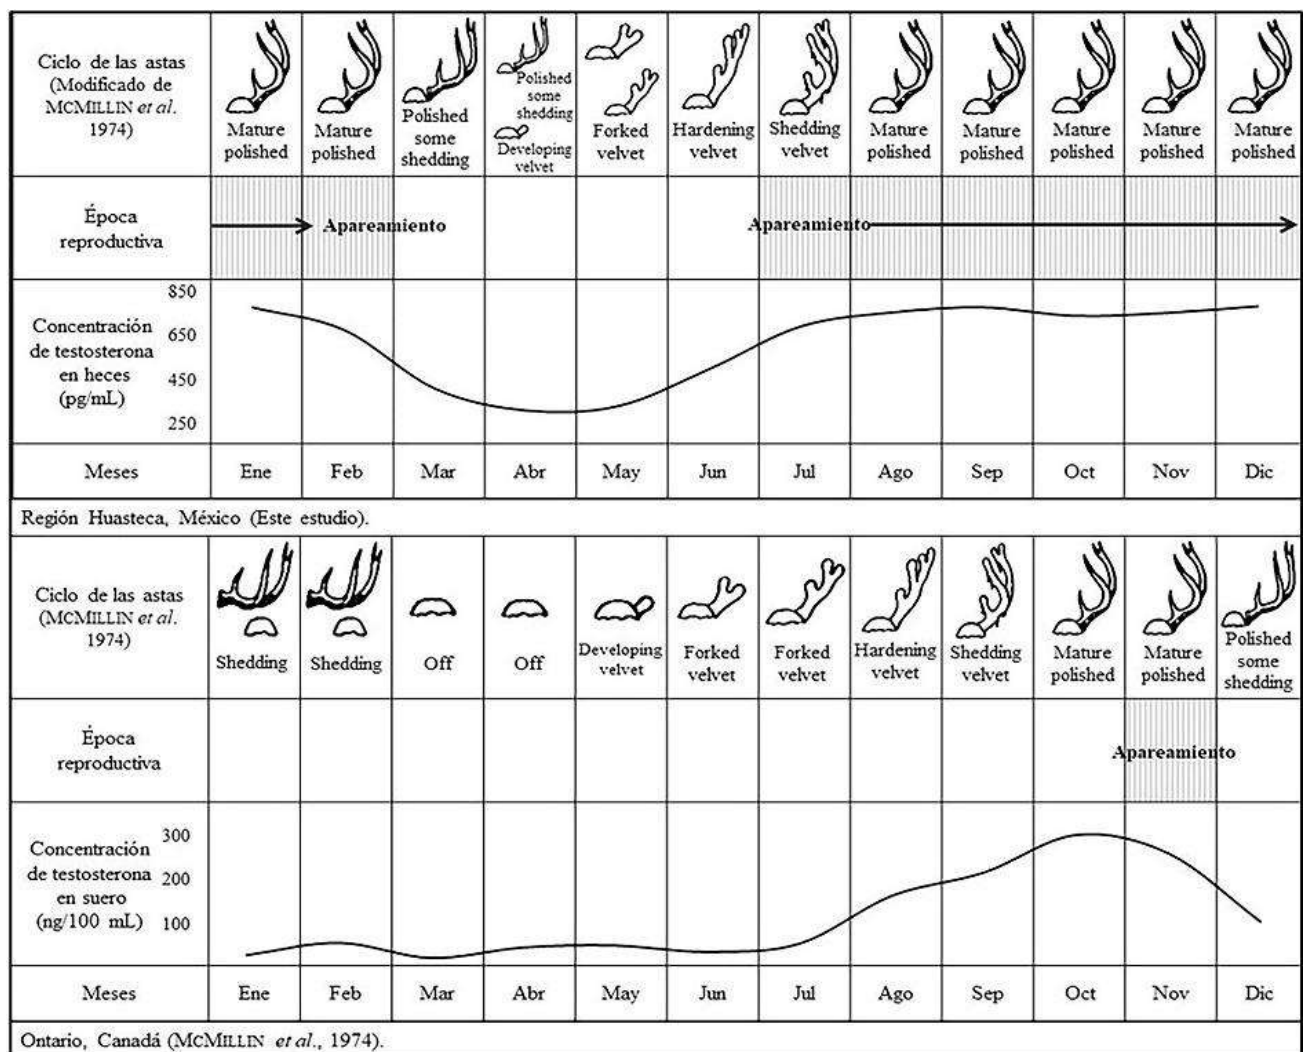 Ciclo de las astas
(Modificado de
MCMILLIN et al.
1974)
Mature
polished
Mature
polished
Polished
some
shedding
Polished
some
shedding
Developing
velvet
Forked
velvet
Hardening
velvet
Shedding
velvet
Mature
polished
Mature
polished
Mature
polished
Mature
polished
Mature
polished
Época
reproductiva
Apareamiento
Apareamiento
Concentración
de testosterona
en heces
(pg/mL)
850
650
450
250
Meses Ene Feb Mar Abr May Jun Jul Ago Sep Oct Nov Dic
Región Huasteca, México (Este estudio).
Ciclo de las astas
(MCMILLIN et al.
1974)
Shedding
Shedding
Off
Off
Developing
velvet
Forked
velvet
Forked
velvet
Hardening
velvet
Shedding
velvet
Mature
polished
Mature
polished
Polished
some
shedding
Época
reproductiva
Apareamiento
Concentración
de testosterona
en suero
(ng/100 mL)
300
200
100
Meses Ene Feb Mar Abr May Jun Jul Ago Sep Oct Nov Dic
Ontario, Canadá (MCMILLIN et al., 1974).